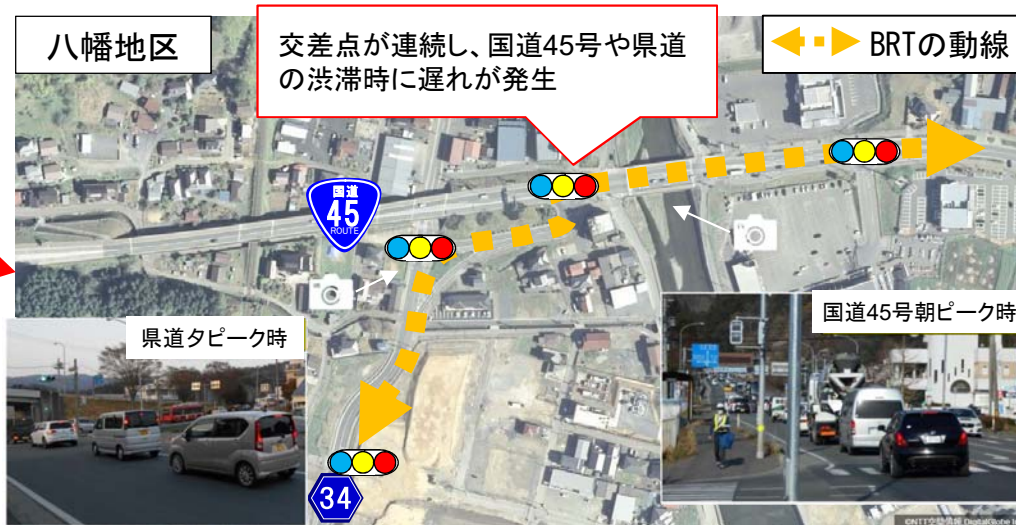 八幡地区
交差点が連続し、国道45号や県道
の渋滞時に遅れが発生
BRTの動線
国道
45
ROUTE
県道夕ピーク時
国道45号朝ピーク時
34
©NTT空間情報 DigitalGlobe